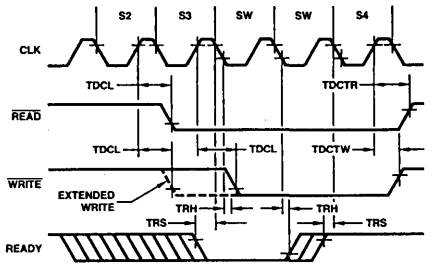 S2 S3 SW SW S4
CLK
TDCL TDCTR
READ
TDCL TDCL TDCTW
WRITE
EXTENDED
WRITE
TRH TRH
TRS TRS
READY